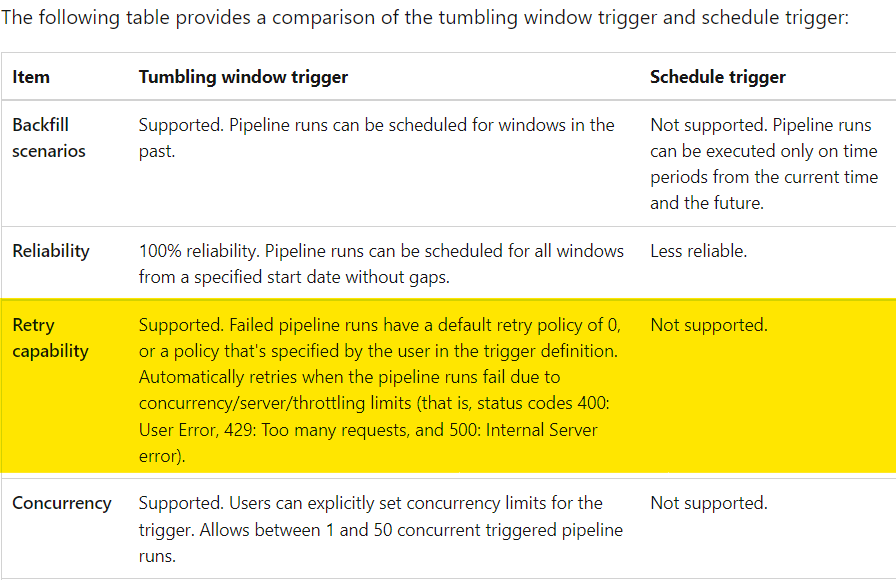 The following table provides a comparison of the tumbling window trigger and schedule trigger:
Item Tumbling window trigger Schedule trigger
Backfill scenarios
Supported. Pipeline runs can be scheduled for windows in the
past.
Not supported. Pipeline runs
can be executed only on time
periods from the current time
and the future.
Reliability
100% reliability. Pipeline runs can be scheduled for all windows
from a specified start date without gaps.
Less reliable.
Retry
capability
Supported. Failed pipeline runs have a default retry policy of 0,
or a policy that's specified by the user in the trigger definition.
Automatically retries when the pipeline runs fail due to
concurrency/server/throttling limits (that is, status codes 400:
User Error, 429: Too many requests, and 500: Internal Server
error).
Not supported.
Concurrency
Supported. Users can explicitly set concurrency limits for the
trigger. Allows between 1 and 50 concurrent triggered pipeline
runs.
Not supported.